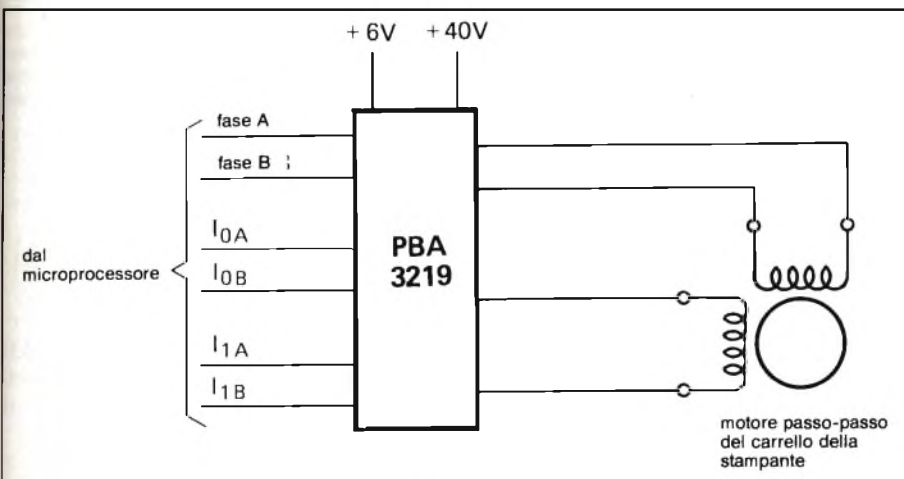 + 6V + 40V
fase A
fase B
I0A
dal
microprocessore
I0B
PBA
3219
I1A
I1B
motore passo-passo
del carrello della
stampante